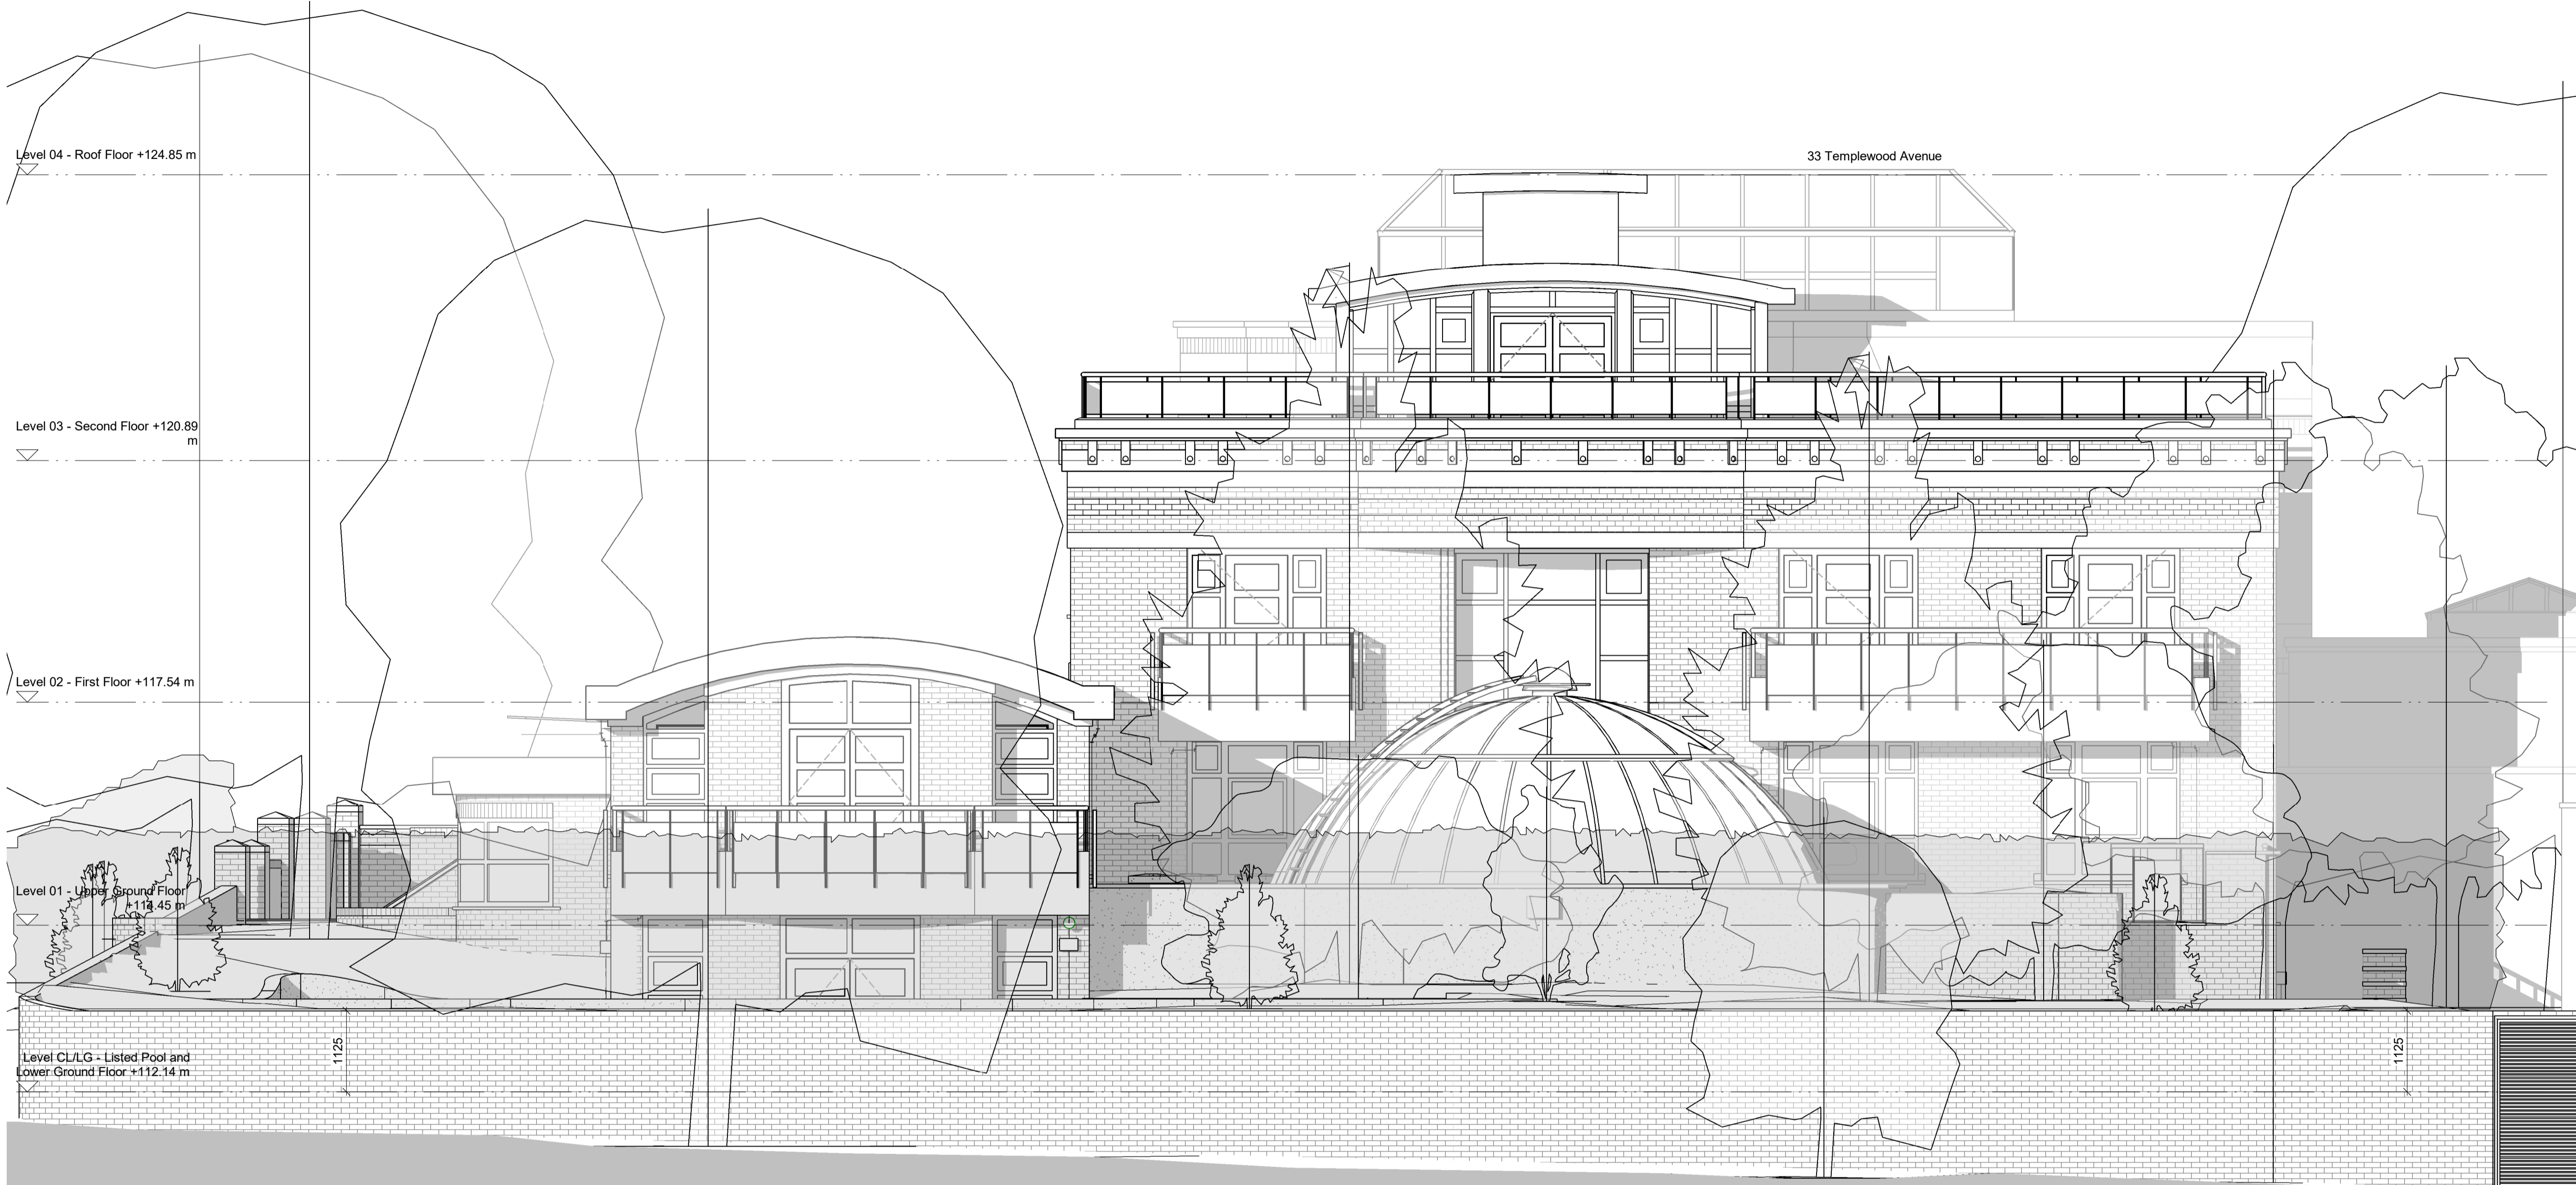 Level 04 - Roof Floor +124.85 m
33 Templewood Avenue
Level 03 - Second Floor +120.89
m
Level 02 - First Floor +117.54 m
Level 01 - Upper Ground Floor
+114.45 m
Level CL/LG - Listed Pool and
Lower Ground Floor +112.14 m
1125
1125